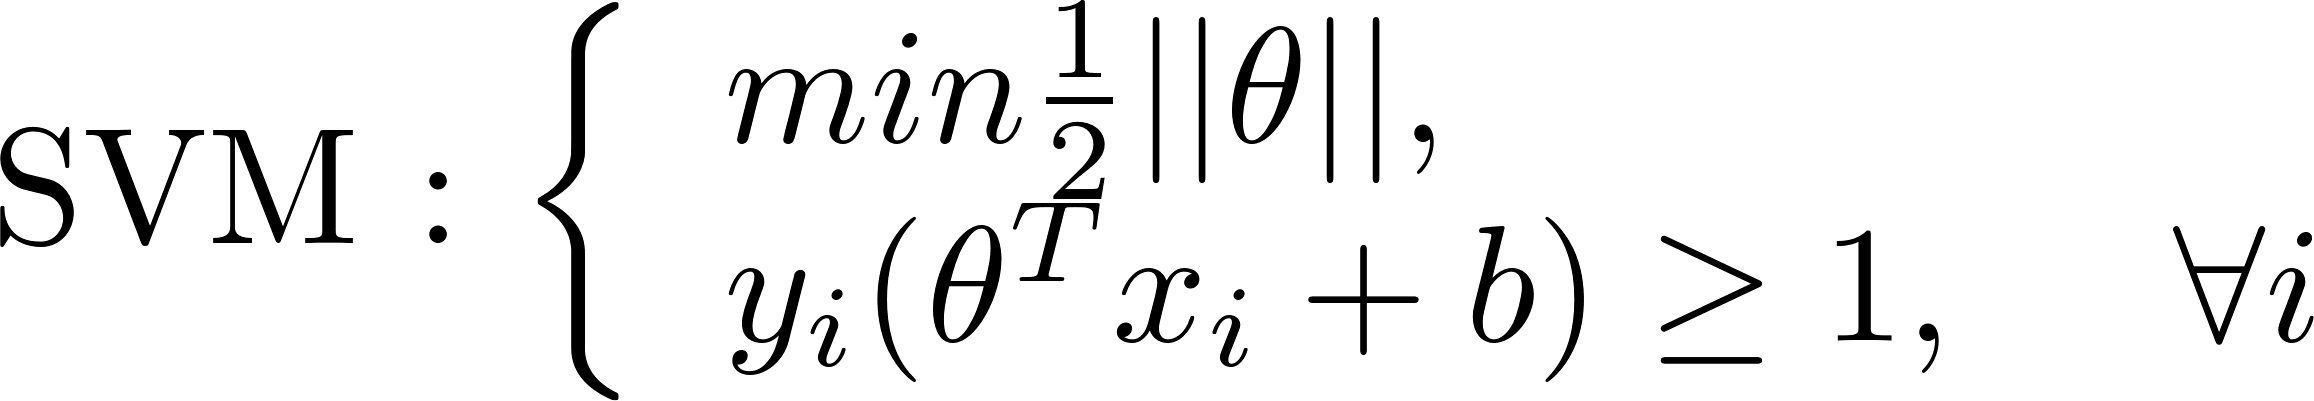 SVM : { min 1/2 ||θ||,
y_i(θ^T x_i + b) ≥ 1, ∀i